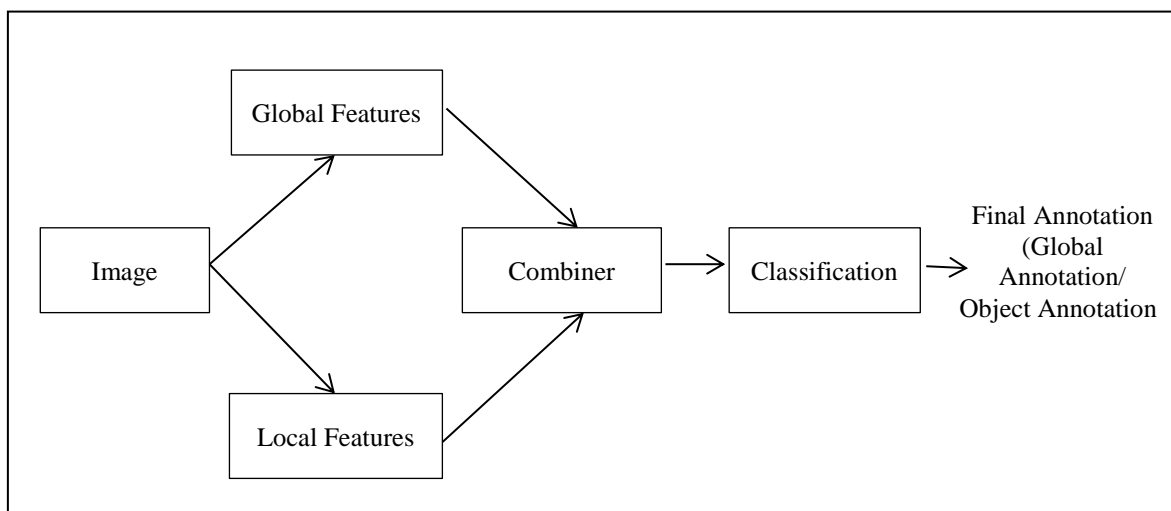 Global Features
Image
Combiner
Classification
Final Annotation
(Global
Annotation/
Object Annotation
Local Features